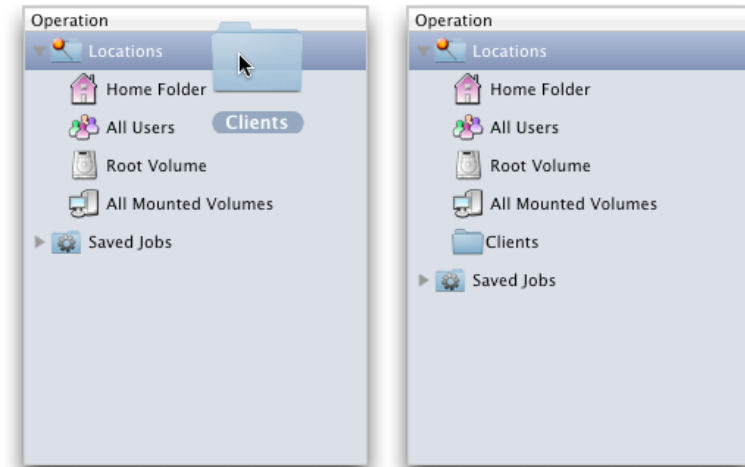 Operation
Locations
Home Folder
Clients
All Users
Root Volume
All Mounted Volumes
Saved Jobs
Operation
Locations
Home Folder
All Users
Root Volume
All Mounted Volumes
Clients
Saved Jobs